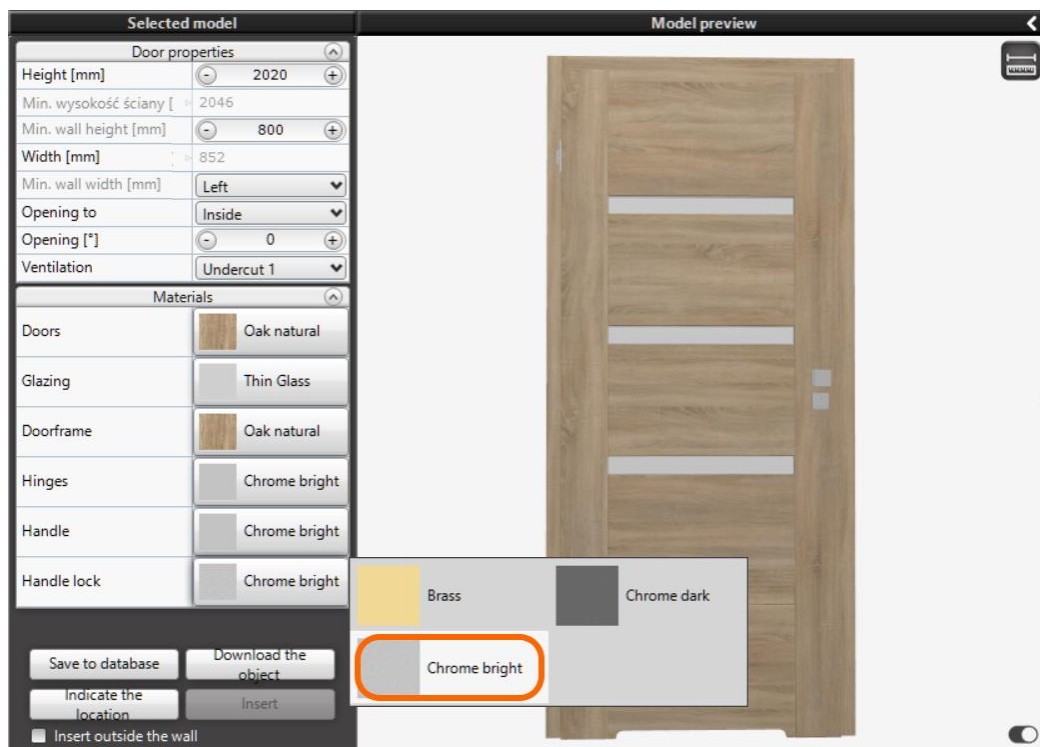 Selected model
Model preview
Door properties
Height [mm] 2020
Min. wysokość ściany [ 2046
Min. wall height [mm] 800
Width [mm] 852
Min. wall width [mm] Left
Opening to Inside
Opening [°] 0
Ventilation Undercut 1
Materials
Doors Oak natural
Glazing Thin Glass
Doorframe Oak natural
Hinges Chrome bright
Handle Chrome bright
Handle lock Chrome bright
Brass Chrome dark
Chrome bright
Save to database
Download the
object
Indicate the
location
Insert
Insert outside the wall